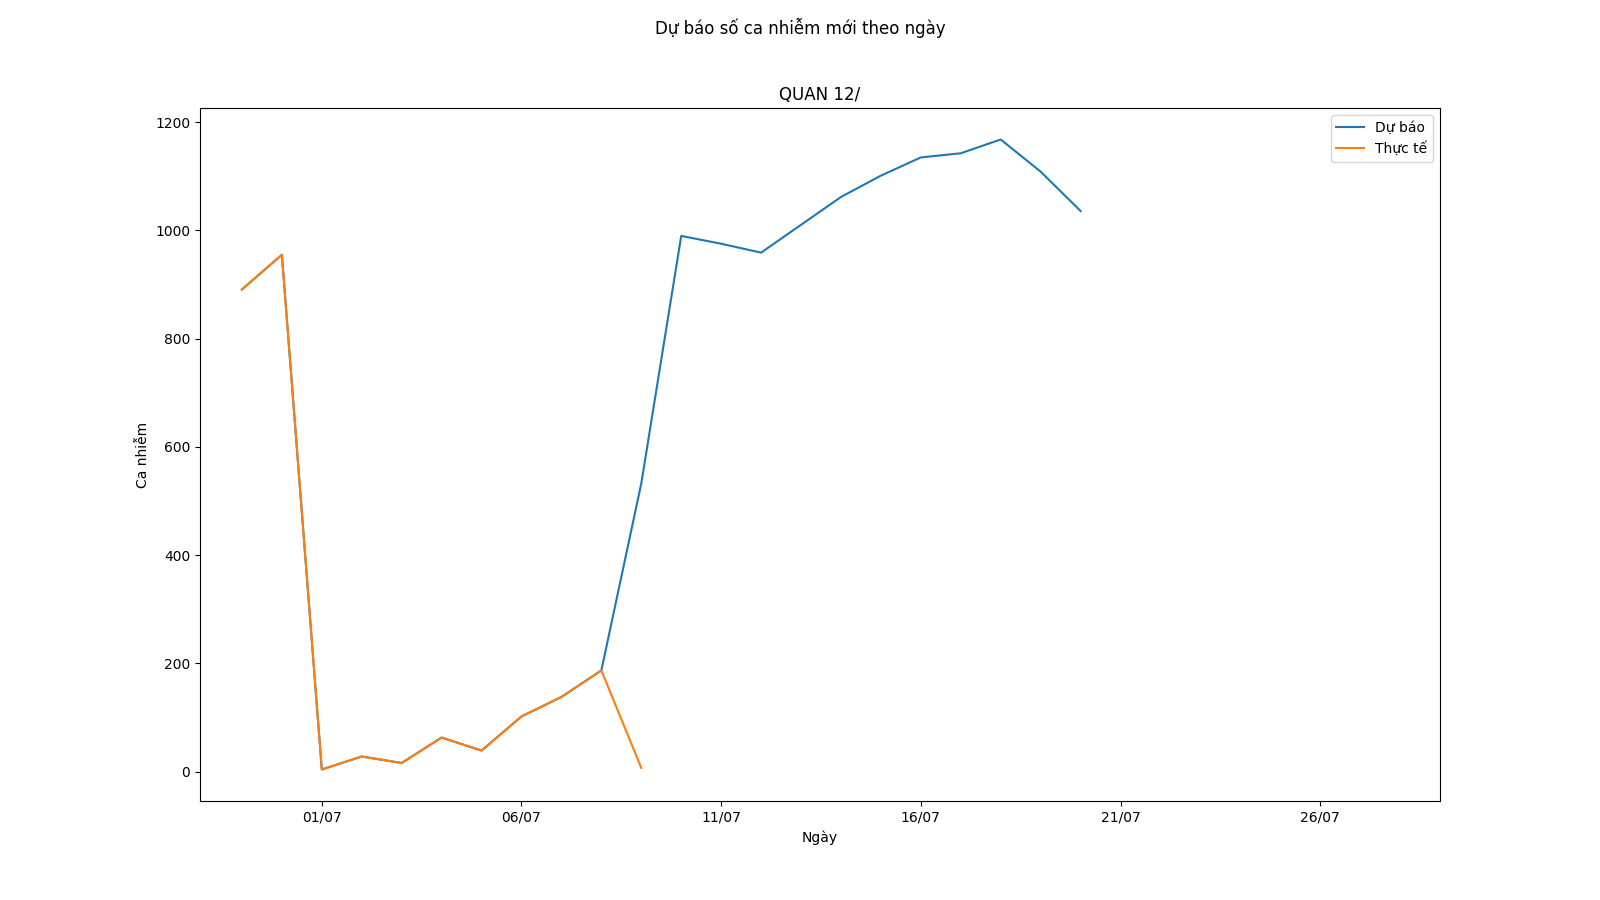 Dự báo số ca nhiễm mới theo ngày
QUAN 12/
Dự báo
Thực tế
1200
1000
800
600
400
200
0
Ca nhiễm
01/07 06/07 11/07 16/07 21/07 26/07
Ngày